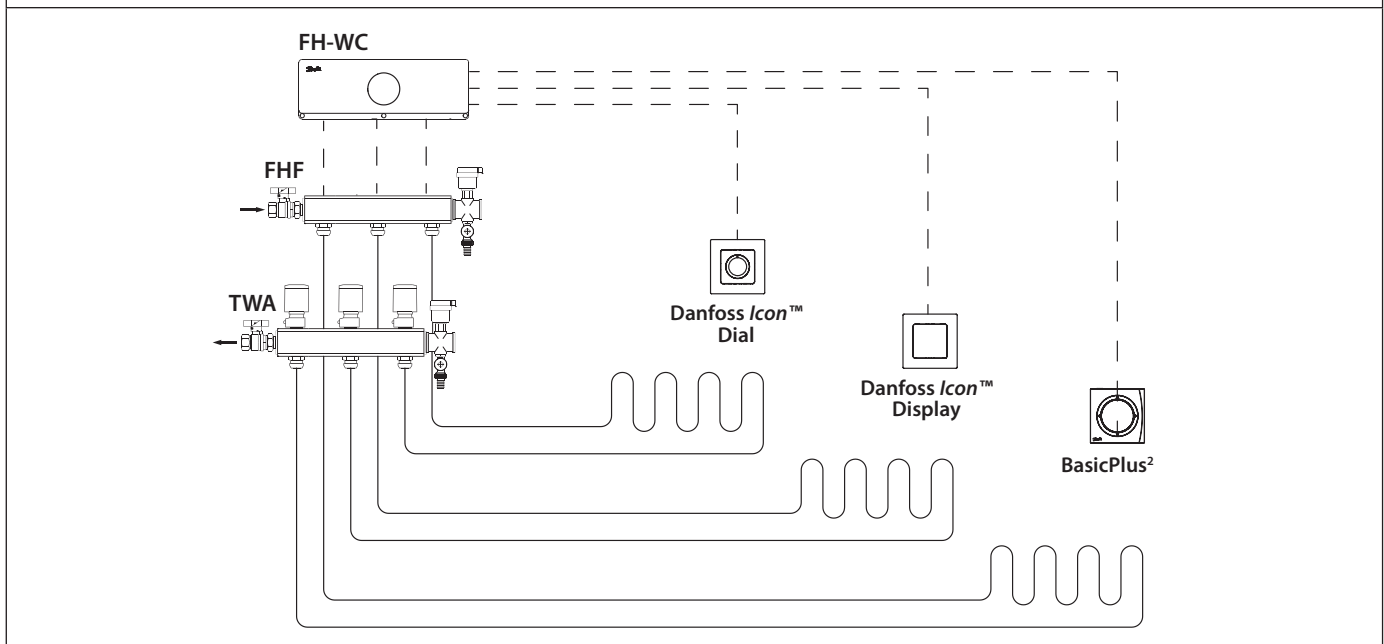 FH-WC
FHF
TWA
Danfoss Icon™
Dial
Danfoss Icon™
Display
BasicPlus²